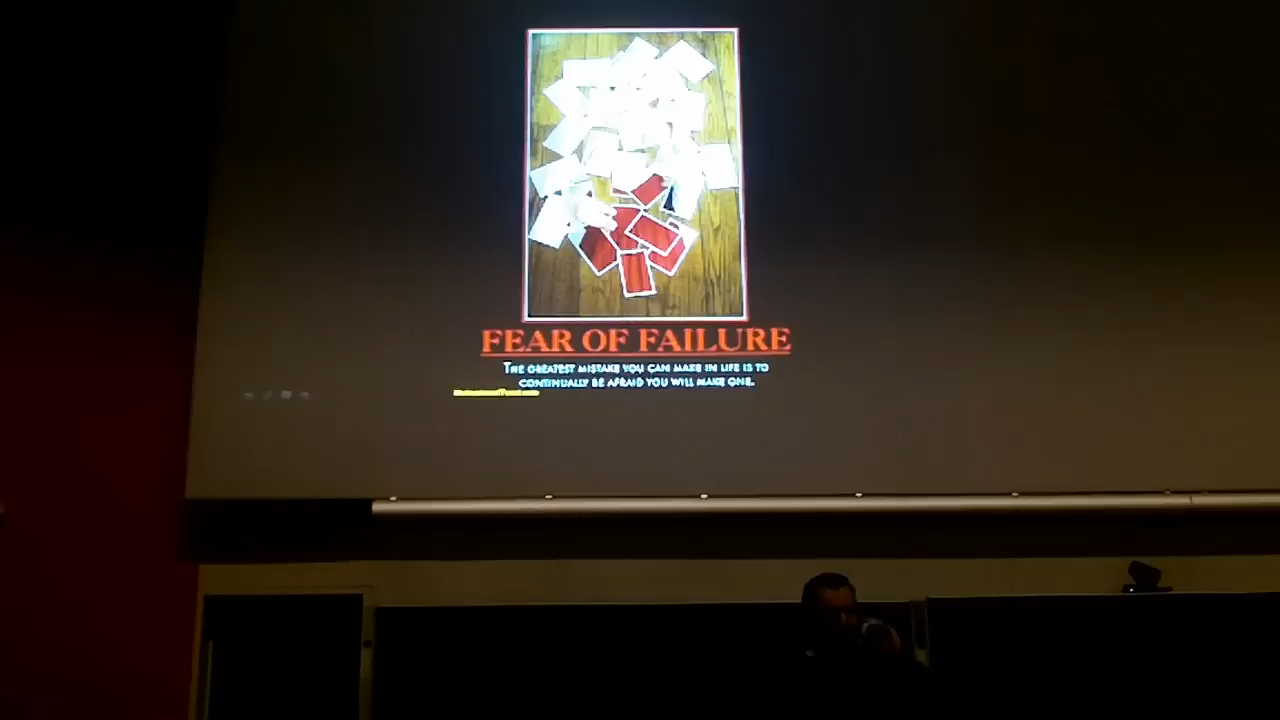 FEAR OF FAILURE
THE GREATEST MISTAKE YOU CAN MAKE IN LIFE IS TO
CONTINUALLY BE AFRAID YOU WILL MAKE ONE.